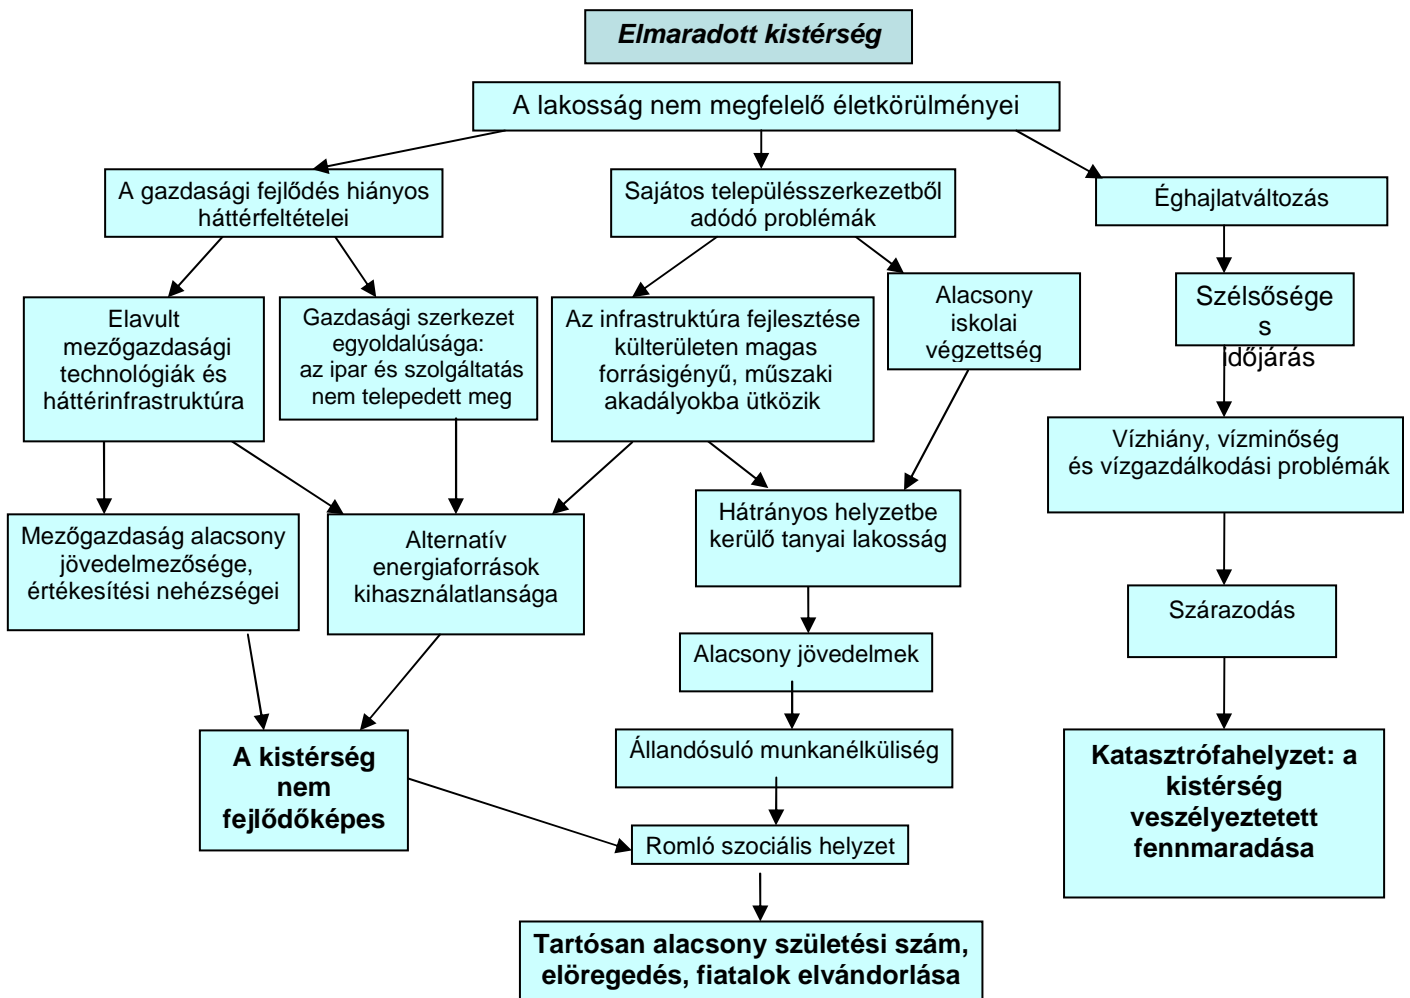 Elmaradott kistérség
A lakosság nem megfelelő életkörülményei
A gazdasági fejlődés hiányos
háttérfeltételei
Sajátos településszerkezetből
adódó problémák
Éghajlatváltozás
Elavult
mezőgazdasági
technológiák és
háttérinfrastruktúra
Gazdasági szerkezet
egyoldalúsága:
az ipar és szolgáltatás
nem telepedett meg
Az infrastruktúra fejlesztése
külterületen magas
forrásigényű, műszaki
akadályokba ütközik
Alacsony
iskolai
végzettség
Szélsősége
s
időjárás
Vízhiány, vízminőség
és vízgazdálkodási problémák
Mezőgazdaság alacsony
jövedelmezősége,
értékesítési nehézségei
Alternatív
energiaforrások
kihasználatlansága
Hátrányos helyzetbe
kerülő tanyai lakosság
Szárazodás
Alacsony jövedelmek
A kistérség
nem
fejlődőképes
Állandósuló munkanélküliség
Katasztrófahelyzet: a
kistérség
veszélyeztetett
fennmaradása
Romló szociális helyzet
Tartósan alacsony születési szám,
elöregedés, fiatalok elvándorlása